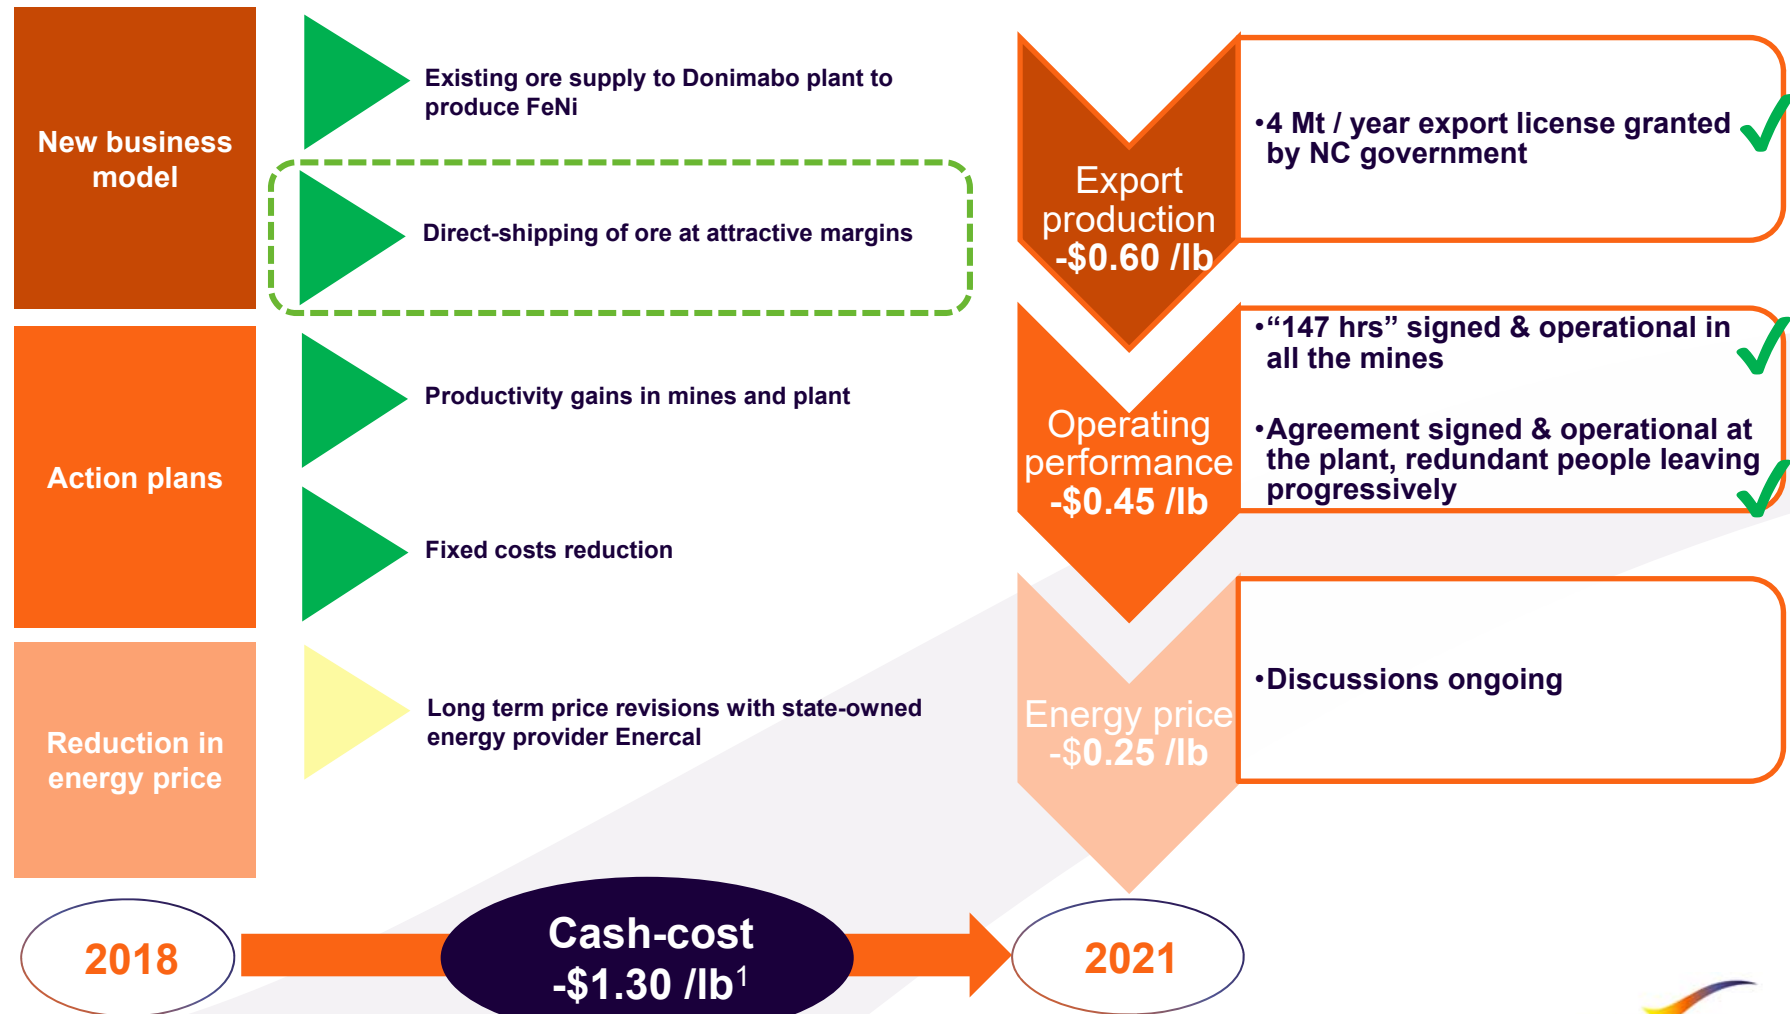 New business
model
Existing ore supply to Donimabo plant to
produce FeNi
Direct-shipping of ore at attractive margins
Action plans
Productivity gains in mines and plant
Fixed costs reduction
Reduction in
energy price
Long term price revisions with state-owned
energy provider Enercal
Export
production
-$0.60 /lb
•4 Mt / year export license granted
by NC government
Operating
performance
-$0.45 /lb
•“147 hrs” signed & operational in
all the mines
•Agreement signed & operational at
the plant, redundant people leaving
progressively
Energy price
-$0.25 /lb
•Discussions ongoing
2018
Cash-cost
-$1.30 /lb1
2021